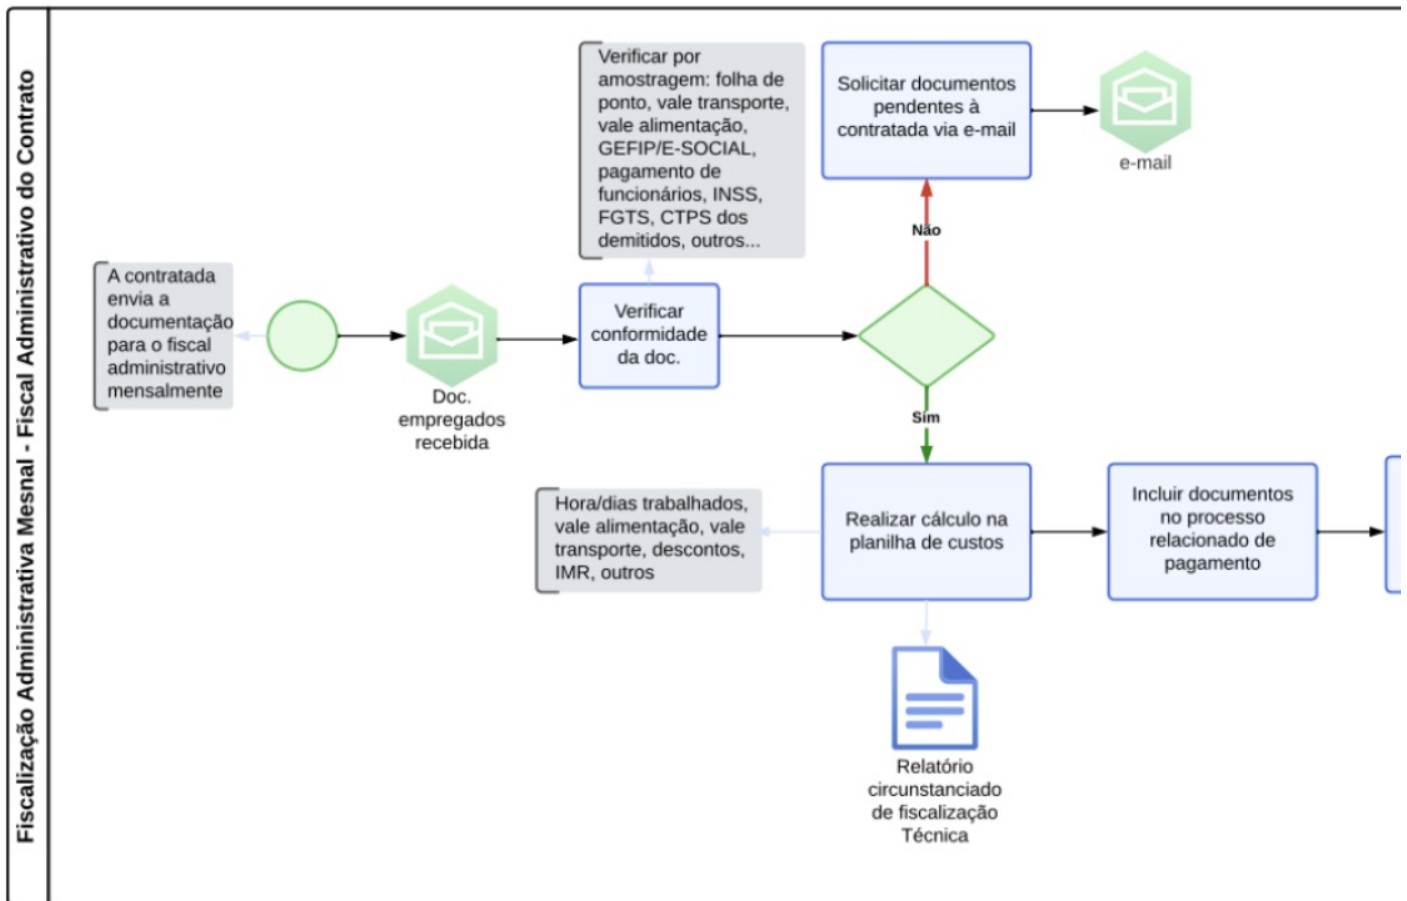 Fiscalização Administrativa Mesnal - Fiscal Administrativo do Contrato
A contratada
envia a
documentação
para o fiscal
administrativo
mensalmente
Doc.
empregados
recebida
Verificar por
amostragem: folha de
ponto, vale transporte,
vale alimentação,
GEFIP/E-SOCIAL,
pagamento de
funcionários, INSS,
FGTS, CTPS dos
demitidos, outros...
Verificar
conformidade
da doc.
Não
Solicitar documentos
pendentes à
contratada via e-mail
e-mail
Sim
Realizar cálculo na
planilha de custos
Hora/dias trabalhados,
vale alimentação, vale
transporte, descontos,
IMR, outros
Relatório
circunstanciado
de fiscalização
Técnica
Incluir documentos
no processo
relacionado de
pagamento